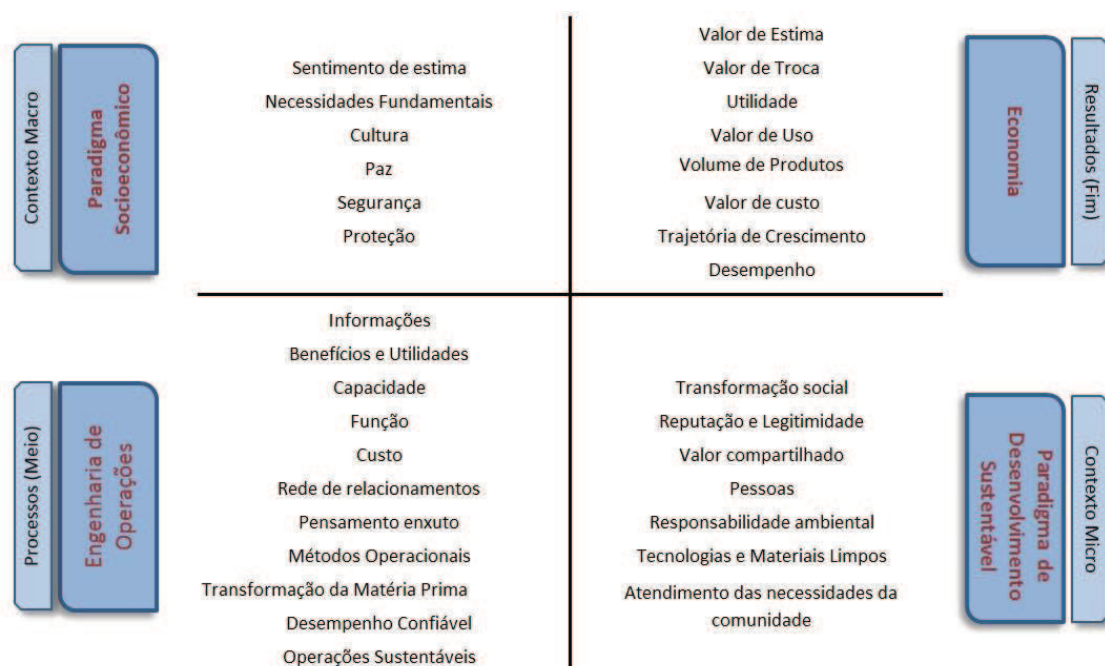 Contexto Macro
Paradigma
Socioeconômico
Sentimento de estima
Necessidades Fundamentais
Cultura
Paz
Segurança
Proteção
Valor de Estima
Valor de Troca
Utilidade
Valor de Uso
Volume de Produtos
Valor de custo
Trajetória de Crescimento
Desempenho
Economia
Resultados (Fim)
Processos (Meio)
Engenharia de
Operações
Informações
Benefícios e Utilidades
Capacidade
Função
Custo
Rede de relacionamentos
Pensamento enxuto
Métodos Operacionais
Transformação da Matéria Prima
Desempenho Confiável
Operações Sustentáveis
Transformação social
Reputação e Legitimidade
Valor compartilhado
Pessoas
Responsabilidade ambiental
Tecnologias e Materiais Limpos
Atendimento das necessidades da
comunidade
Paradigma de
Desenvolvimento
Sustentável
Contexto Micro